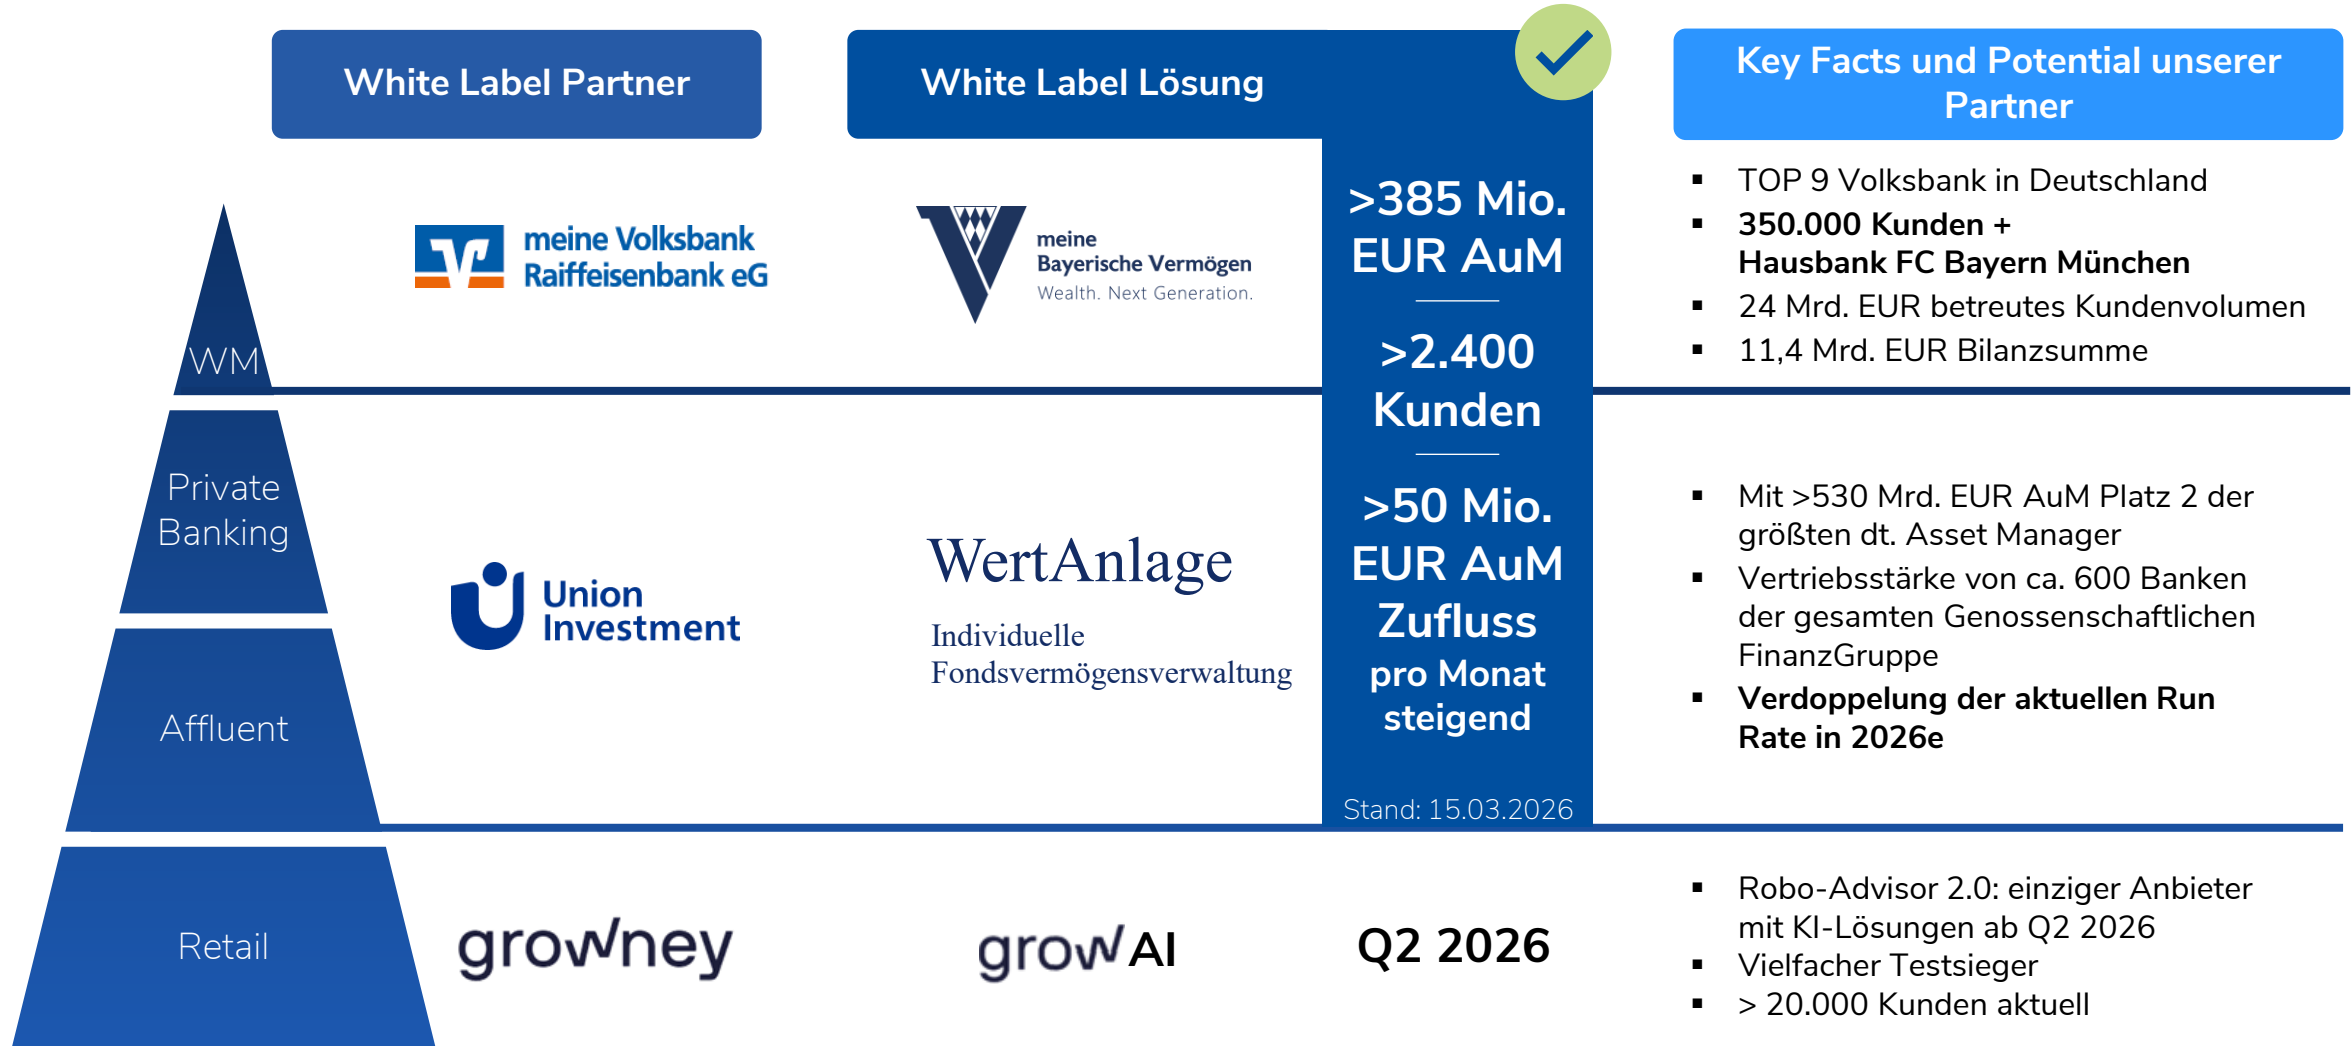 White Label Partner
White Label Lösung
Key Facts und Potential unserer
Partner
WM
meine Volksbank
Raiffeisenbank eG
meine
Bayerische Vermögen
Wealth. Next Generation.
>385 Mio.
EUR AuM
>2.400
Kunden
>50 Mio.
EUR AuM
Zufluss
pro Monat
steigend
Stand: 15.03.2026
▪ TOP 9 Volksbank in Deutschland
▪ 350.000 Kunden +
Hausbank FC Bayern München
▪ 24 Mrd. EUR betreutes Kundenvolumen
▪ 11,4 Mrd. EUR Bilanzsumme
Private
Banking
Affluent
Union
Investment
WertAnlage
Individuelle
Fondsvermögensverwaltung
▪ Mit >530 Mrd. EUR AuM Platz 2 der
größten dt. Asset Manager
▪ Vertriebsstärke von ca. 600 Banken
der gesamten Genossenschaftlichen
FinanzGruppe
▪ Verdoppelung der aktuellen Run
Rate in 2026e
Retail
growney
grow AI
Q2 2026
▪ Robo-Advisor 2.0: einziger Anbieter
mit KI-Lösungen ab Q2 2026
▪ Vielfacher Testsieger
▪ > 20.000 Kunden aktuell